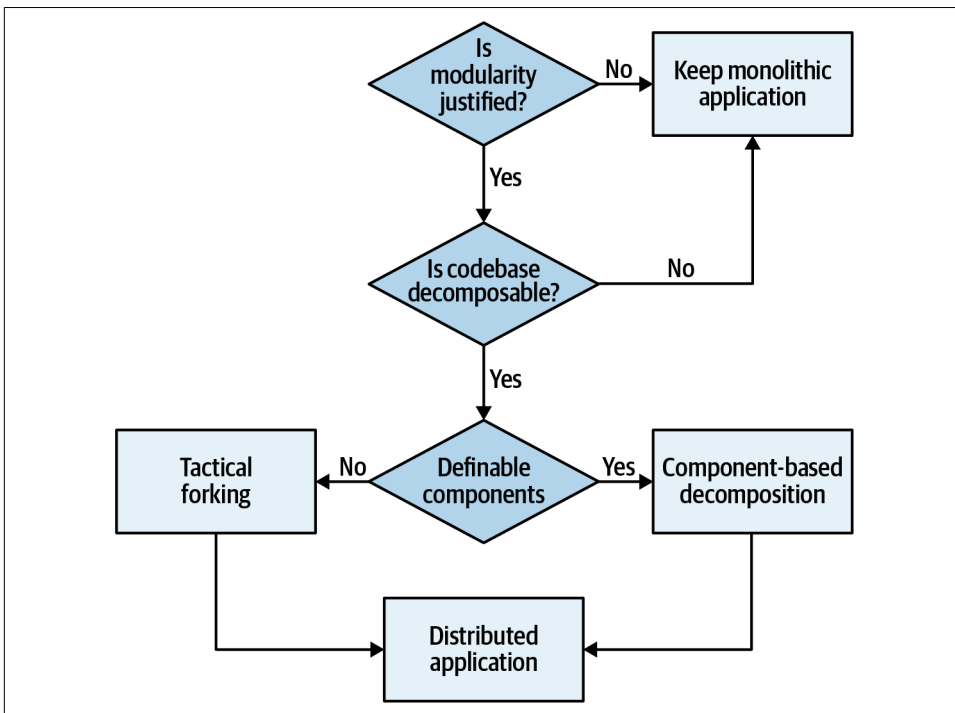 Is
modularity
justified?
No
Keep monolithic
application
Yes
Is codebase
decomposable?
No
Yes
Tactical
forking
No
Definable
components
Yes
Component-based
decomposition
Distributed
application